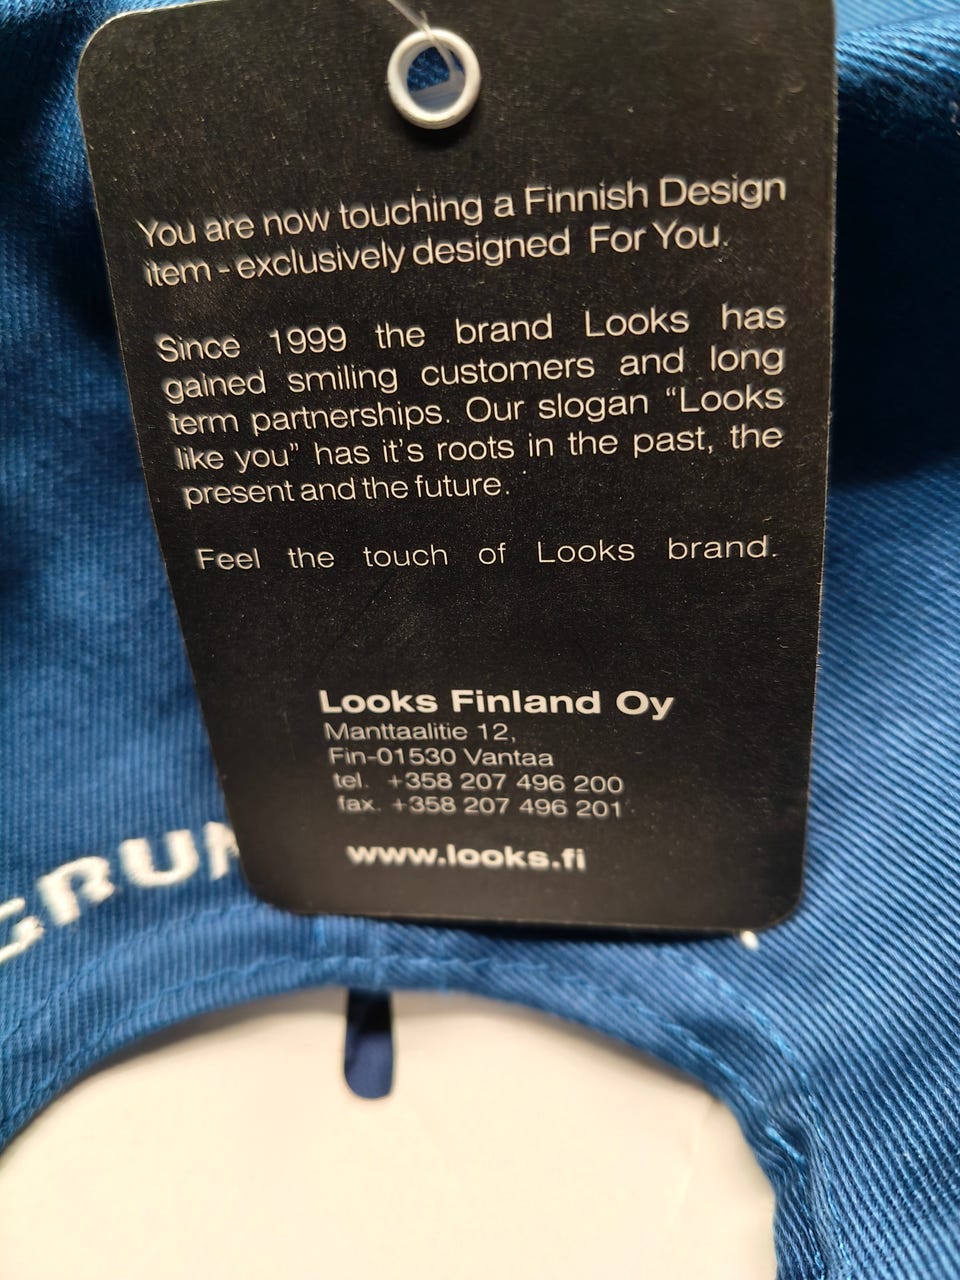 You are now touching a Finnish Design
item - exclusively designed For You.
Since 1999 the brand Looks has
gained smiling customers and long
term partnerships. Our slogan “Looks
like you” has it’s roots in the past, the
present and the future.
Feel the touch of Looks brand.
Looks Finland Oy
Manttaalitie 12,
Fin-01530 Vantaa
tel. +358 207 496 200
fax. +358 207 496 201
www.looks.fi